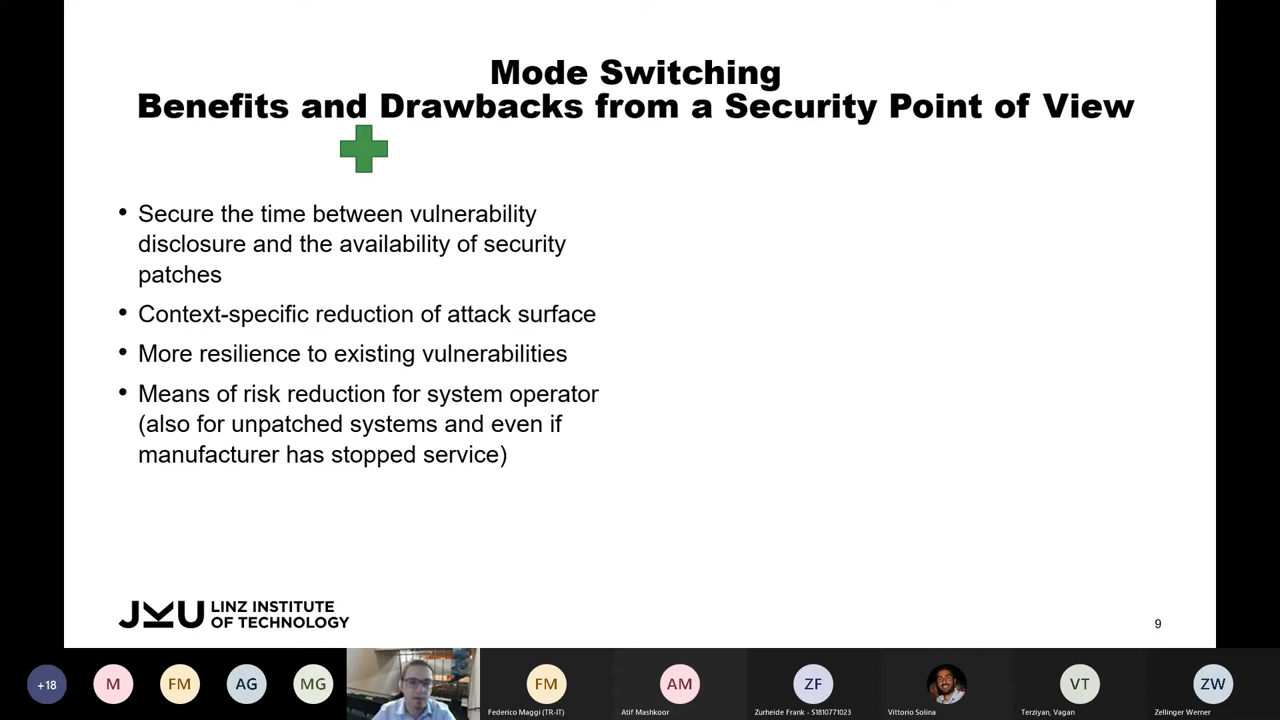 Mode Switching
Benefits and Drawbacks from a Security Point of View
• Secure the time between vulnerability
disclosure and the availability of security
patches
• Context-specific reduction of attack surface
• More resilience to existing vulnerabilities
• Means of risk reduction for system operator
(also for unpatched systems and even if
manufacturer has stopped service)
JKU LINZ INSTITUTE
OF TECHNOLOGY
9
+18
M
FM
AG
MG
FM
AM
ZF
VT
ZW
Federico Maggi (TR-IT)
Atif Mashkoor
Zurheide Frank - S1810771023
Vittorio Solina
Terziyan, Vagan
Zellinger Werner